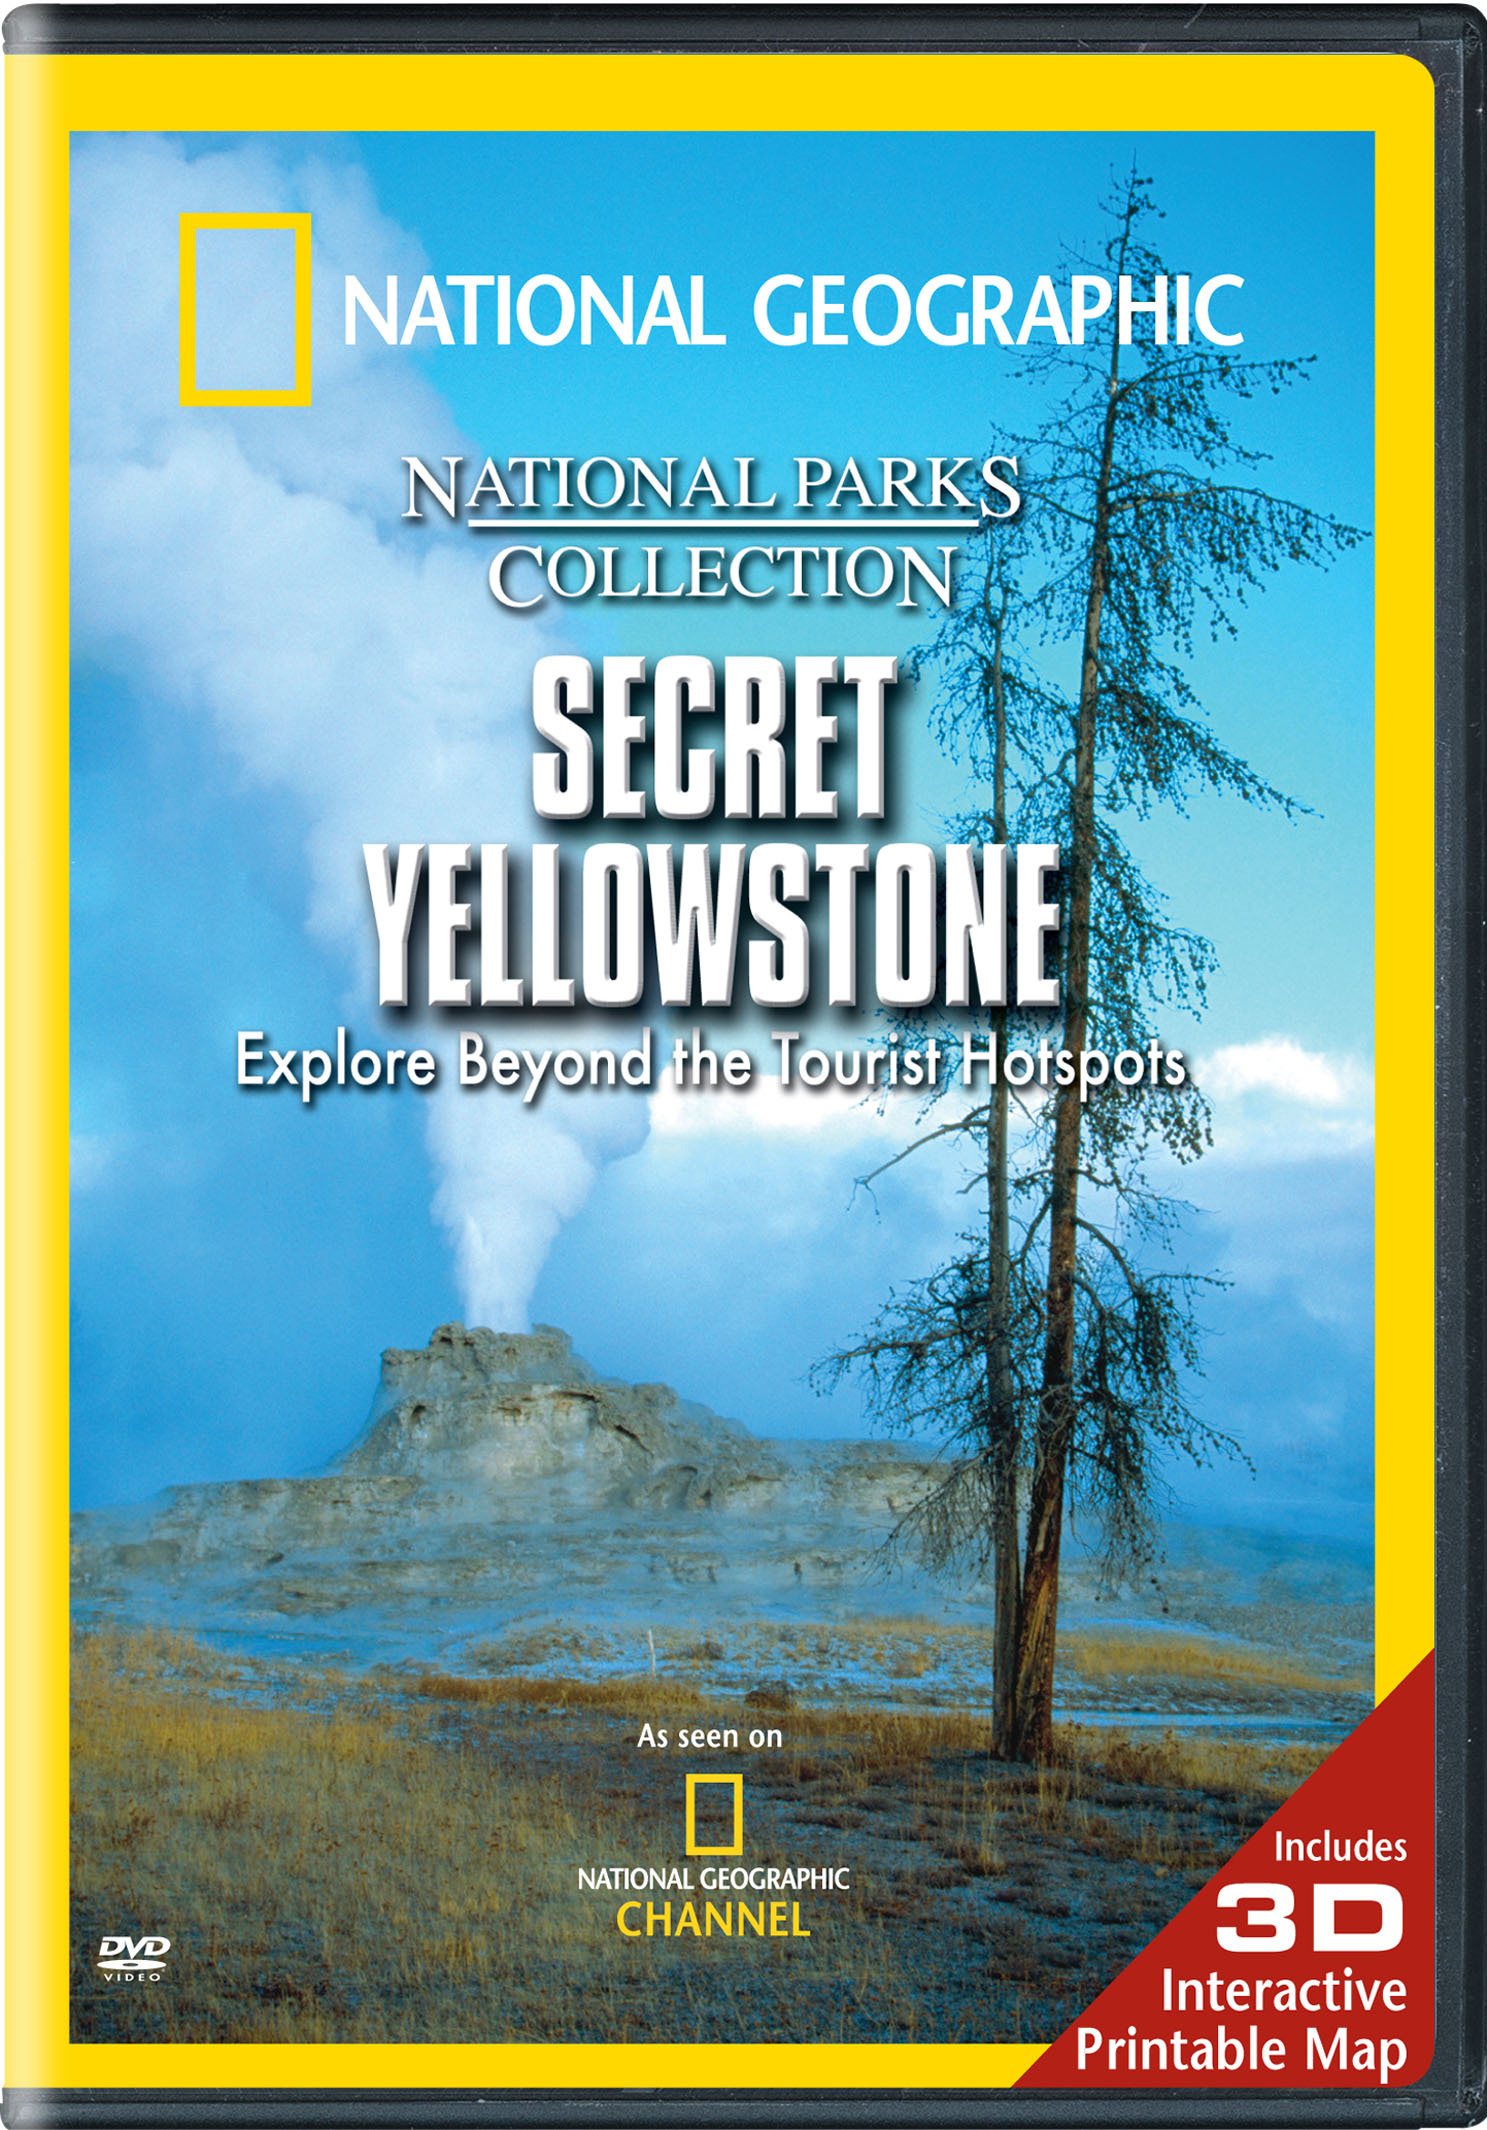 NATIONAL GEOGRAPHIC
NATIONAL PARKS
COLLECTION
SECRET
YELLOWSTONE
Explore Beyond the Tourist Hotspots
As seen on
NATIONAL GEOGRAPHIC
CHANNEL
DVD
VIDEO
Includes
3D
Interactive
Printable Map